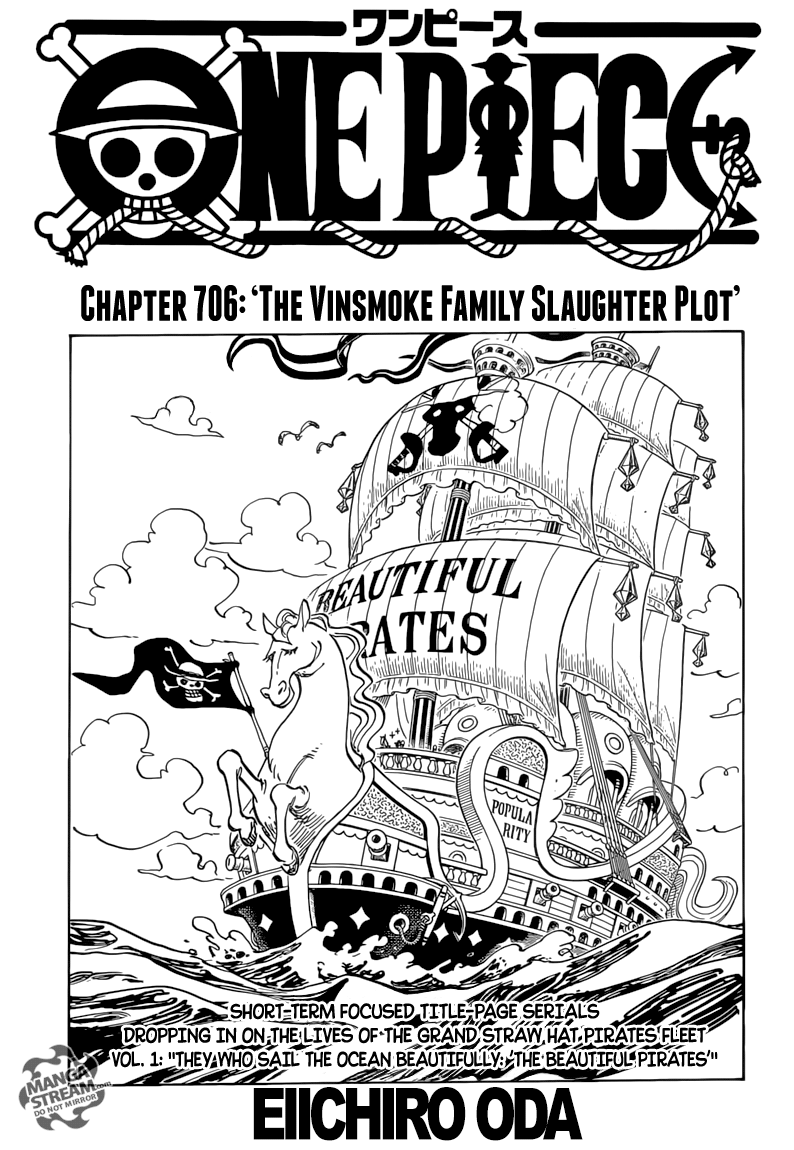 ワンピース
ONE PIECE
CHAPTER 706: 'THE VINSMOKE FAMILY SLAUGHTER PLOT'
BEAUTIFUL
RATES
POPULA
RITY
SHORT-TERM FOCUSED TITLE-PAGE SERIALS
DROPPING IN ON THE LIVES OF THE GRAND STRAW HAT PIRATES FLEET
VOL. 1: "THEY WHO SAIL THE OCEAN BEAUTIFULLY: 'THE BEAUTIFUL PIRATES'"
MANGA
STREAM.com
DO NOT MIRROR
EIICHIRO ODA